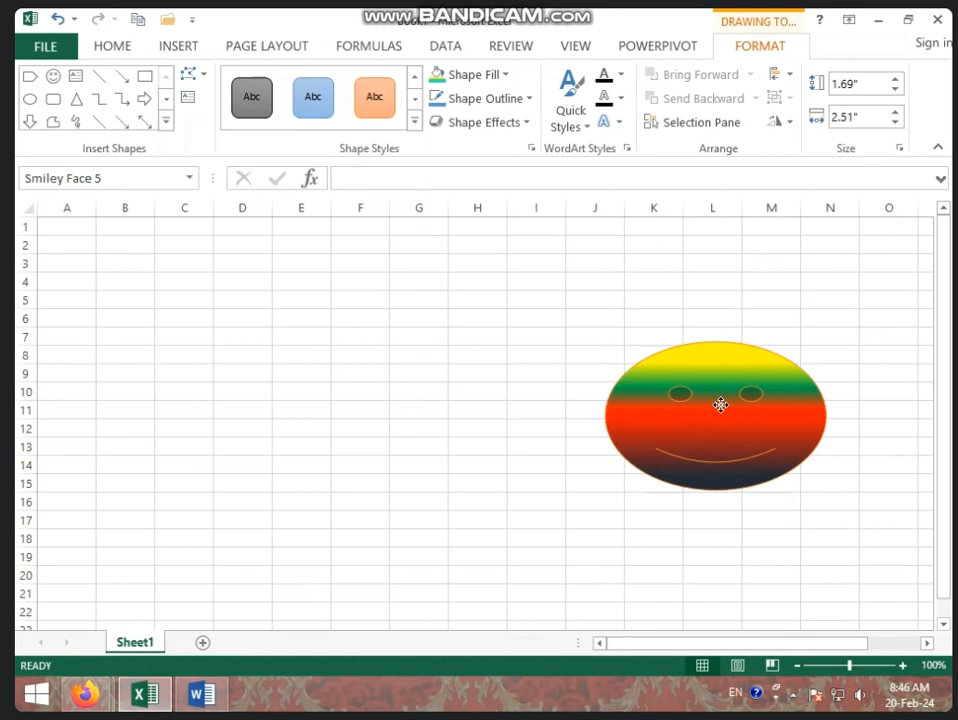 www.BANDICAM.com
DRAWING TO...
?
FILE
HOME
INSERT
PAGE LAYOUT
FORMULAS
DATA
REVIEW
VIEW
POWERPIVOT
FORMAT
Sign in
Abc
Abc
Abc
Shape Fill
Shape Outline
Shape Effects
Quick
Styles
A
A
A
Bring Forward
Send Backward
Selection Pane
1.69"
2.51"
Insert Shapes
Shape Styles
WordArt Styles
Arrange
Size
Smiley Face 5
fx
A B C D E F G H I J K L M N O
1
2
3
4
5
6
7
8
9
10
11
12
13
14
15
16
17
18
19
20
21
22
Sheet1
READY
100%
EN
8:46 AM
20-Feb-24